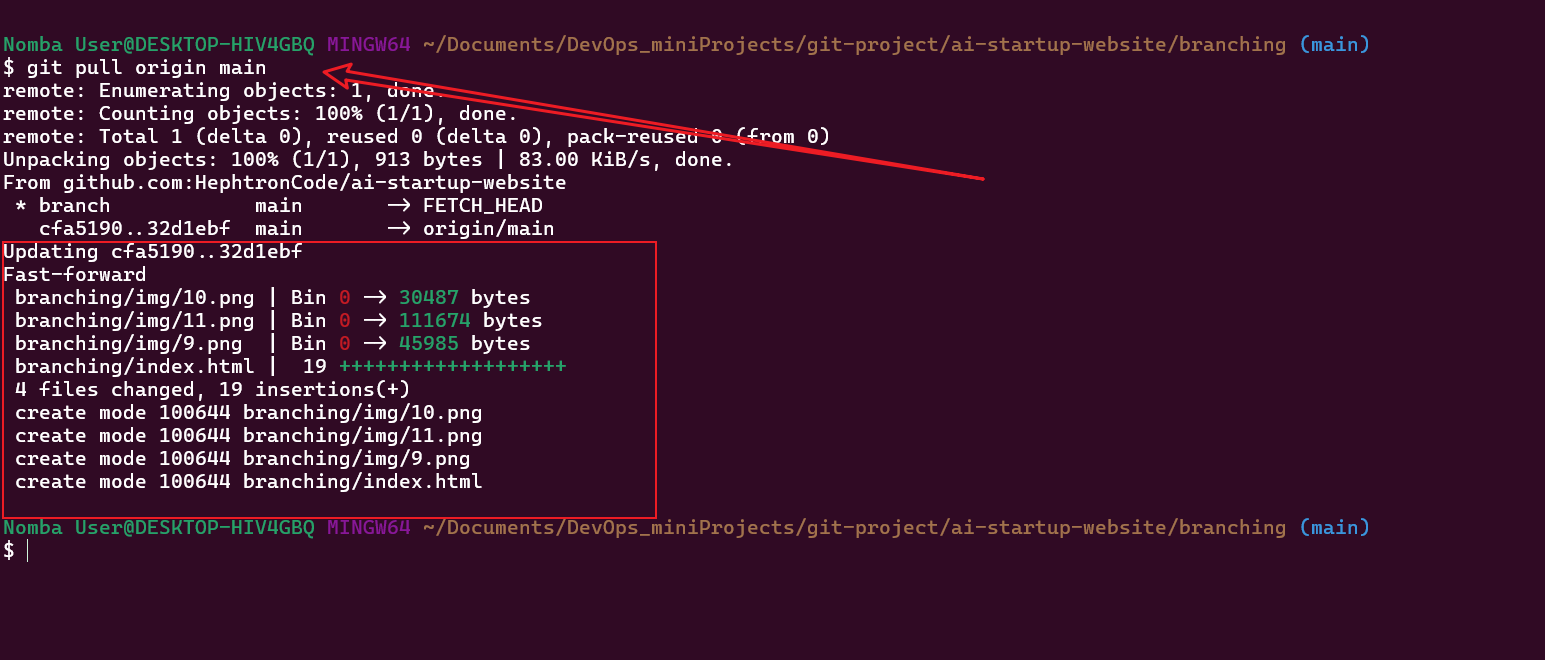 Nomba User@DESKTOP-HIV4GBQ MINGW64 ~/Documents/DevOps_miniProjects/git-project/ai-startup-website/branching (main)
$ git pull origin main
remote: Enumerating objects: 1, done.
remote: Counting objects: 100% (1/1), done.
remote: Total 1 (delta 0), reused 0 (delta 0), pack-reused 0 (from 0)
Unpacking objects: 100% (1/1), 913 bytes | 83.00 KiB/s, done.
From github.com:HephtronCode/ai-startup-website
 * branch            main       -> FETCH_HEAD
   cfa5190..32d1ebf  main       -> origin/main
Updating cfa5190..32d1ebf
Fast-forward
 branching/img/10.png | Bin 0 -> 30487 bytes
 branching/img/11.png | Bin 0 -> 111674 bytes
 branching/img/9.png  | Bin 0 -> 45985 bytes
 branching/index.html |  19 +++++++++++++++++++
 4 files changed, 19 insertions(+)
 create mode 100644 branching/img/10.png
 create mode 100644 branching/img/11.png
 create mode 100644 branching/img/9.png
 create mode 100644 branching/index.html
Nomba User@DESKTOP-HIV4GBQ MINGW64 ~/Documents/DevOps_miniProjects/git-project/ai-startup-website/branching (main)
$